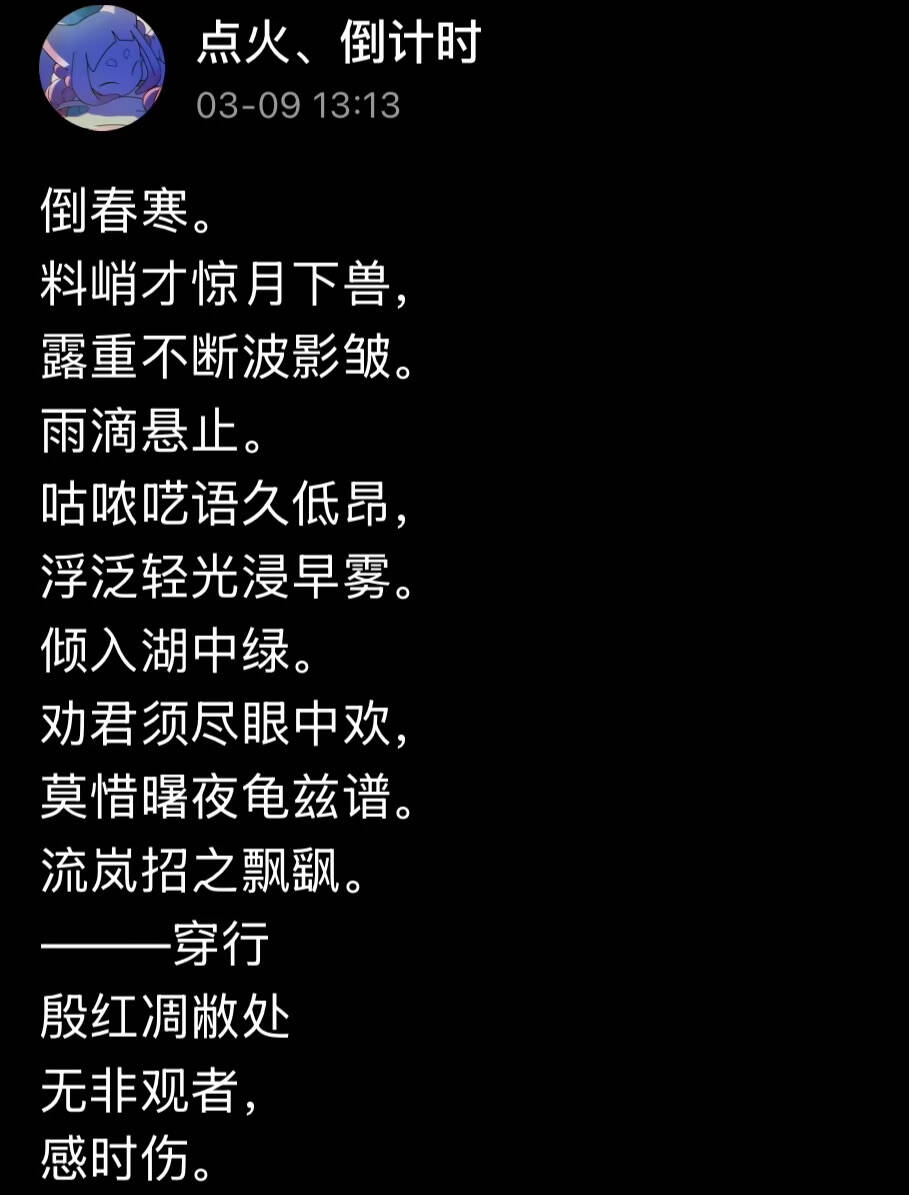 点火、倒计时
03-09 13:13
倒春寒。
料峭才惊月下兽，
露重不断波影皱。
雨滴悬止。
咕哝呓语久低昂，
浮泛轻光浸早雾。
倾入湖中绿。
劝君须尽眼中欢，
莫惜曙夜龟兹谱。
流岚招之飘飖。
———穿行
殷红凋敝处
无非观者，
感时伤。